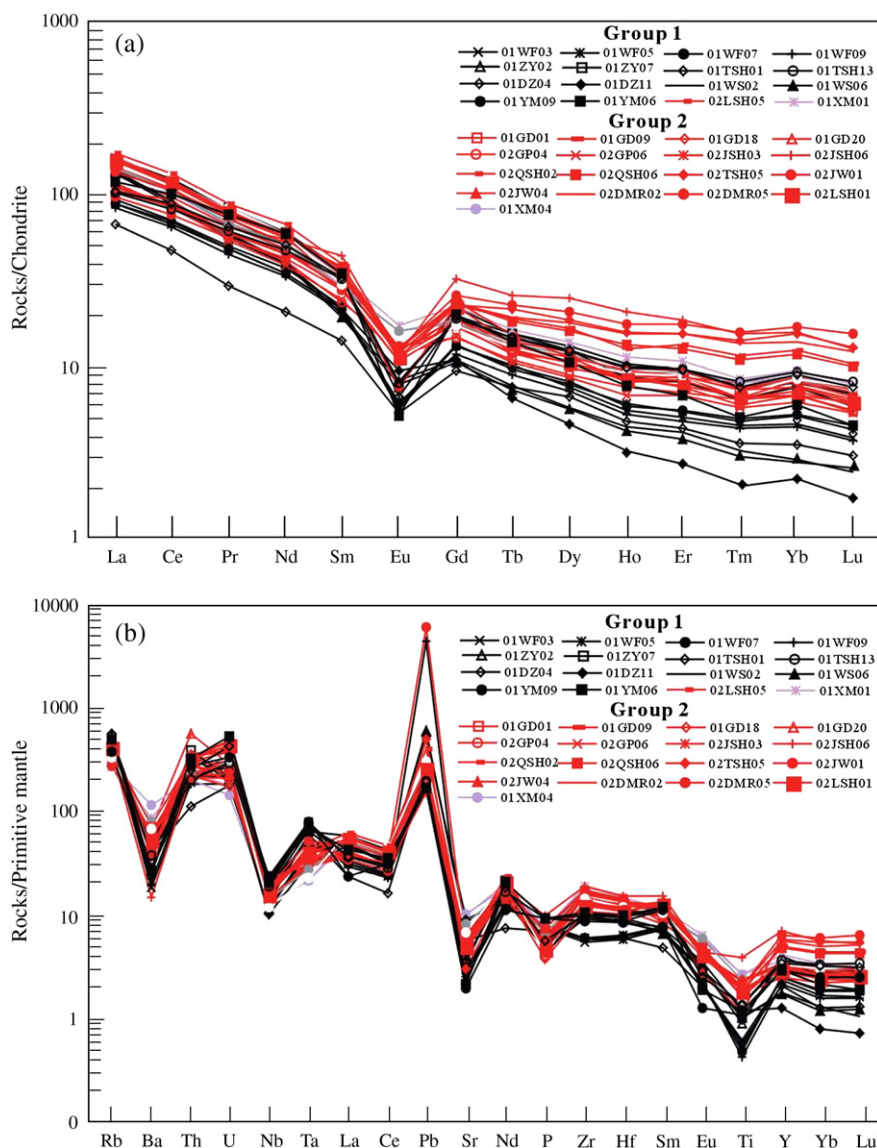 (a)
Group 1
01WF03 01WF05 01WF07 01WF09
01ZY02 01ZY07 01TSH01 01TSH13
01DZ04 01DZ11 01WS02 01WS06
01YM09 01YM06 02LSH05 01XM01
Group 2
01GD01 01GD09 01GD18 01GD20
02GP04 02GP06 02JSH03 02JSH06
02QSH02 02QSH06 02TSH05 02JW01
02JW04 02DMR02 02DMR05 02LSH01
01XM04
Rocks/Chondrite
1000
100
10
1
La Ce Pr Nd Sm Eu Gd Tb Dy Ho Er Tm Yb Lu
(b)
Group 1
01WF03 01WF05 01WF07 01WF09
01ZY02 01ZY07 01TSH01 01TSH13
01DZ04 01DZ11 01WS02 01WS06
01YM09 01YM06 02LSH05 01XM01
Group 2
01GD01 01GD09 01GD18 01GD20
02GP04 02GP06 02JSH03 02JSH06
02QSH02 02QSH06 02TSH05 02JW01
02JW04 02DMR02 02DMR05 02LSH01
01XM04
Rocks/Primitive mantle
10000
1000
100
10
1
0
Rb Ba Th U Nb Ta La Ce Pb Sr Nd P Zr Hf Sm Eu Ti Y Yb Lu